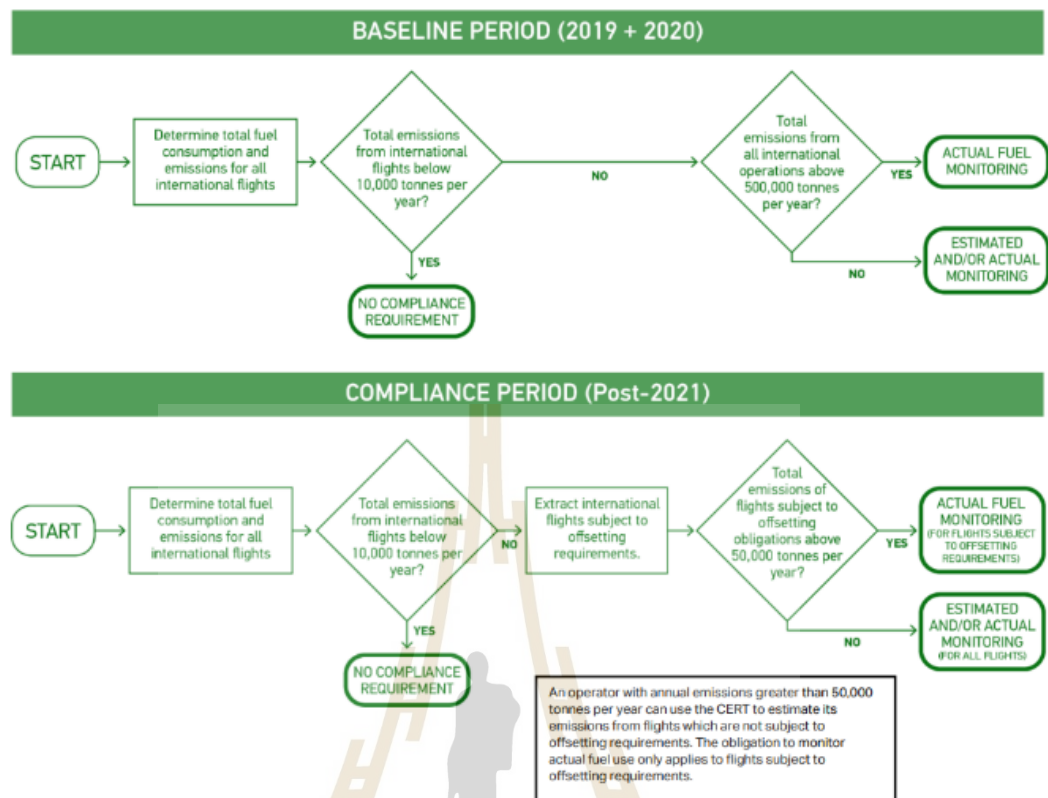 BASELINE PERIOD (2019 + 2020)
START
Determine total fuel
consumption and
emissions for all
international flights
Total emissions
from international
flights below
10,000 tonnes per
year?
NO
YES
NO COMPLIANCE
REQUIREMENT
Total
emissions from
all international
operations above
500,000 tonnes
per year?
YES
ACTUAL FUEL
MONITORING
NO
ESTIMATED
AND/OR ACTUAL
MONITORING
COMPLIANCE PERIOD (Post-2021)
START
Determine total fuel
consumption and
emissions for all
international flights
Total emissions
from international
flights below
10,000 tonnes per
year?
NO
YES
NO COMPLIANCE
REQUIREMENT
Extract international
flights subject to
offsetting
requirements.
Total
emissions of
flights subject to
offsetting
obligations above
50,000 tonnes per
year?
YES
ACTUAL FUEL
MONITORING
(FOR FLIGHTS SUBJECT
TO OFFSETTING
REQUIREMENTS)
NO
ESTIMATED
AND/OR ACTUAL
MONITORING
(FOR ALL FLIGHTS)
An operator with annual emissions greater than 50,000
tonnes per year can use the CERT to estimate its
emissions from flights which are not subject to
offsetting requirements. The obligation to monitor
actual fuel use only applies to flights subject to
offsetting requirements.